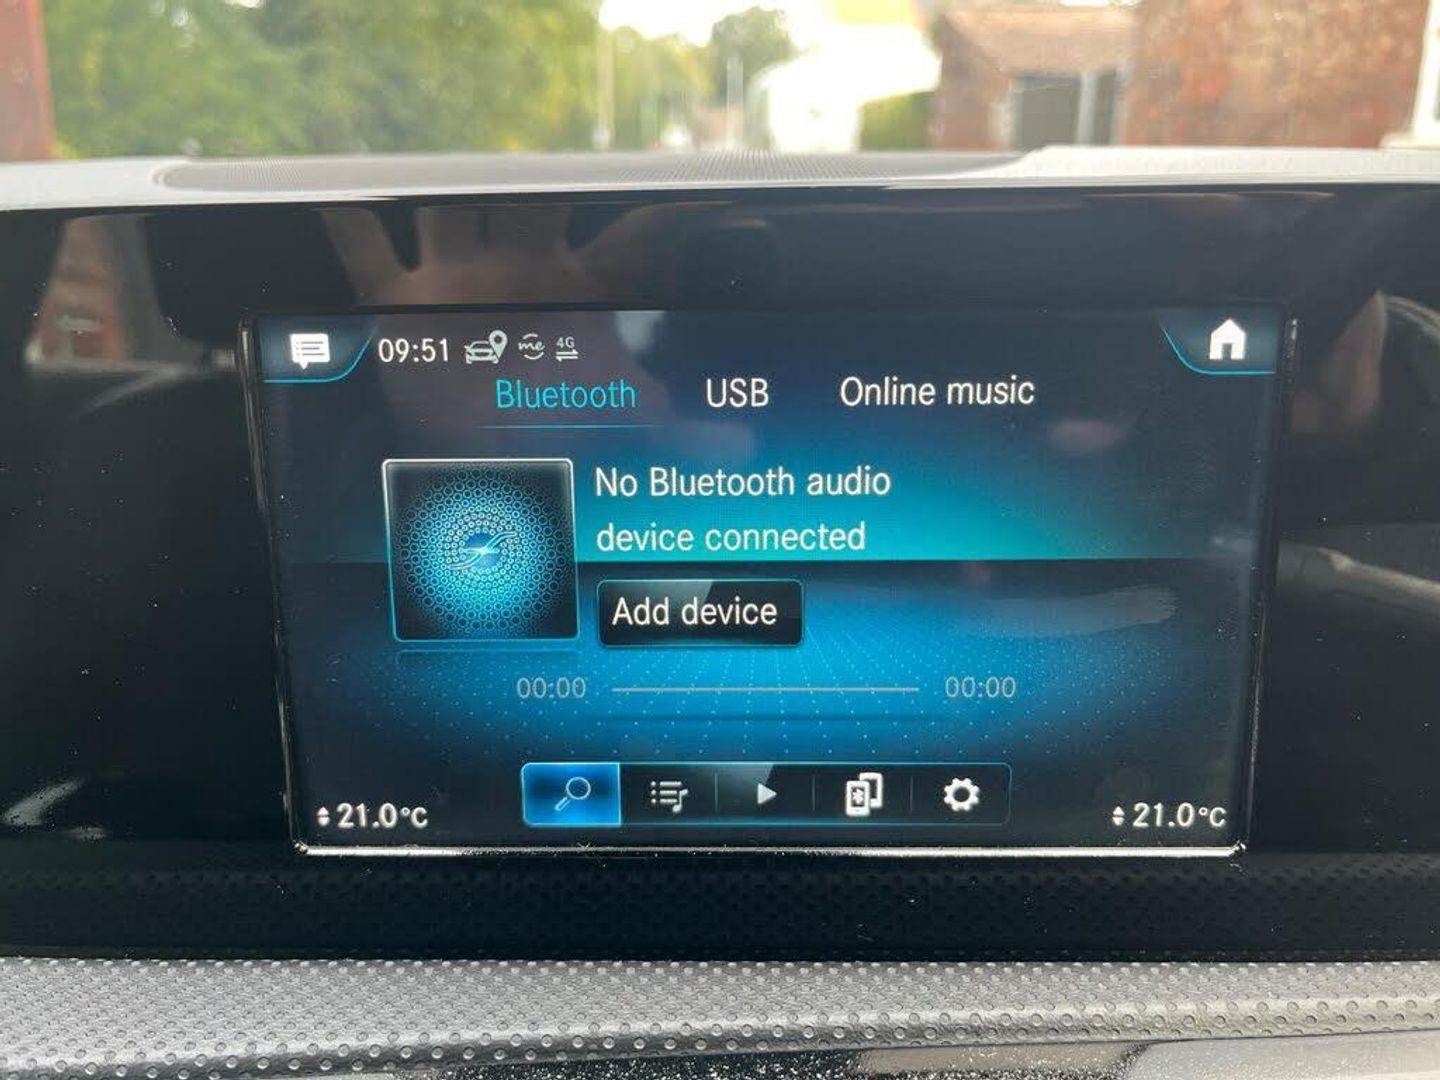 09:51 me 4G
Bluetooth USB Online music
No Bluetooth audio
device connected
Add device
00:00 00:00
21.0°C 21.0°C